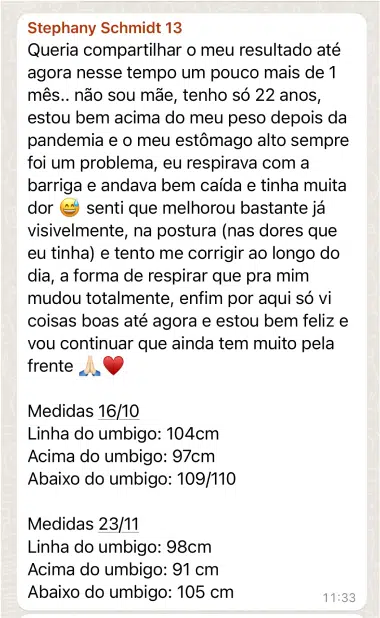 Stephany Schmidt 13
Queria compartilhar o meu resultado até
agora nesse tempo um pouco mais de 1
mês.. não sou mãe, tenho só 22 anos,
estou bem acima do meu peso depois da
pandemia e o meu estômago alto sempre
foi um problema, eu respirava com a
barriga e andava bem caída e tinha muita
dor 😅 senti que melhorou bastante já
visivelmente, na postura (nas dores que
eu tinha) e tento me corrigir ao longo do
dia, a forma de respirar que pra mim
mudou totalmente, enfim por aqui só vi
coisas boas até agora e estou bem feliz e
vou continuar que ainda tem muito pela
frente 🙏🏻♥️
Medidas 16/10
Linha do umbigo: 104cm
Acima do umbigo: 97cm
Abaixo do umbigo: 109/110
Medidas 23/11
Linha do umbigo: 98cm
Acima do umbigo: 91 cm
Abaixo do umbigo: 105 cm
11:33